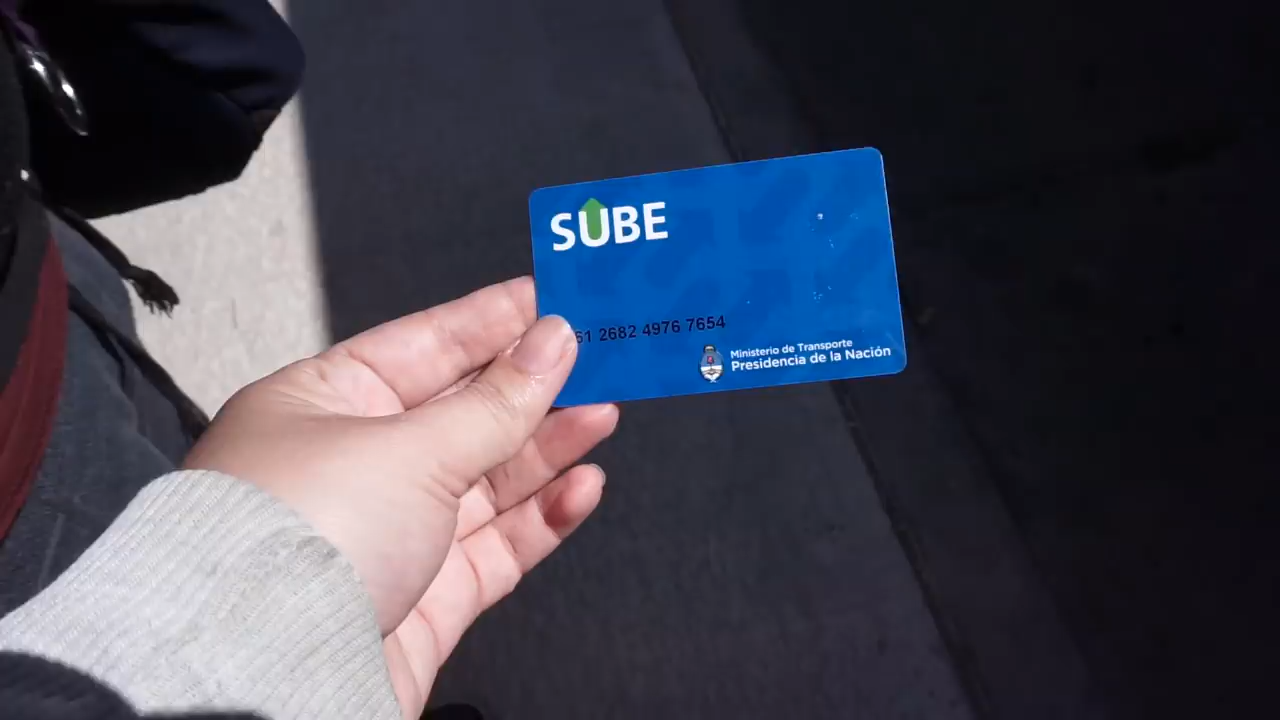 SUBE
61 2682 4976 7654
Ministerio de Transporte
Presidencia de la Nación